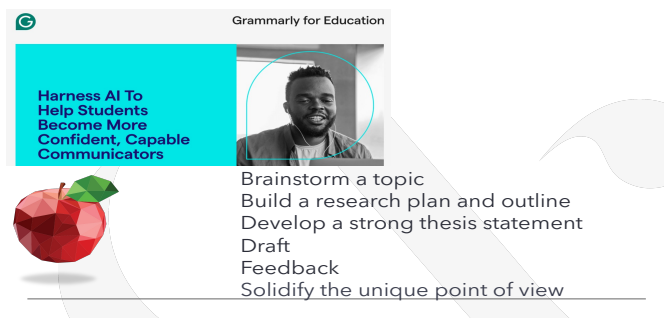 Grammarly for Education
Harness AI To
Help Students
Become More
Confident, Capable
Communicators
Brainstorm a topic
Build a research plan and outline
Develop a strong thesis statement
Draft
Feedback
Solidify the unique point of view